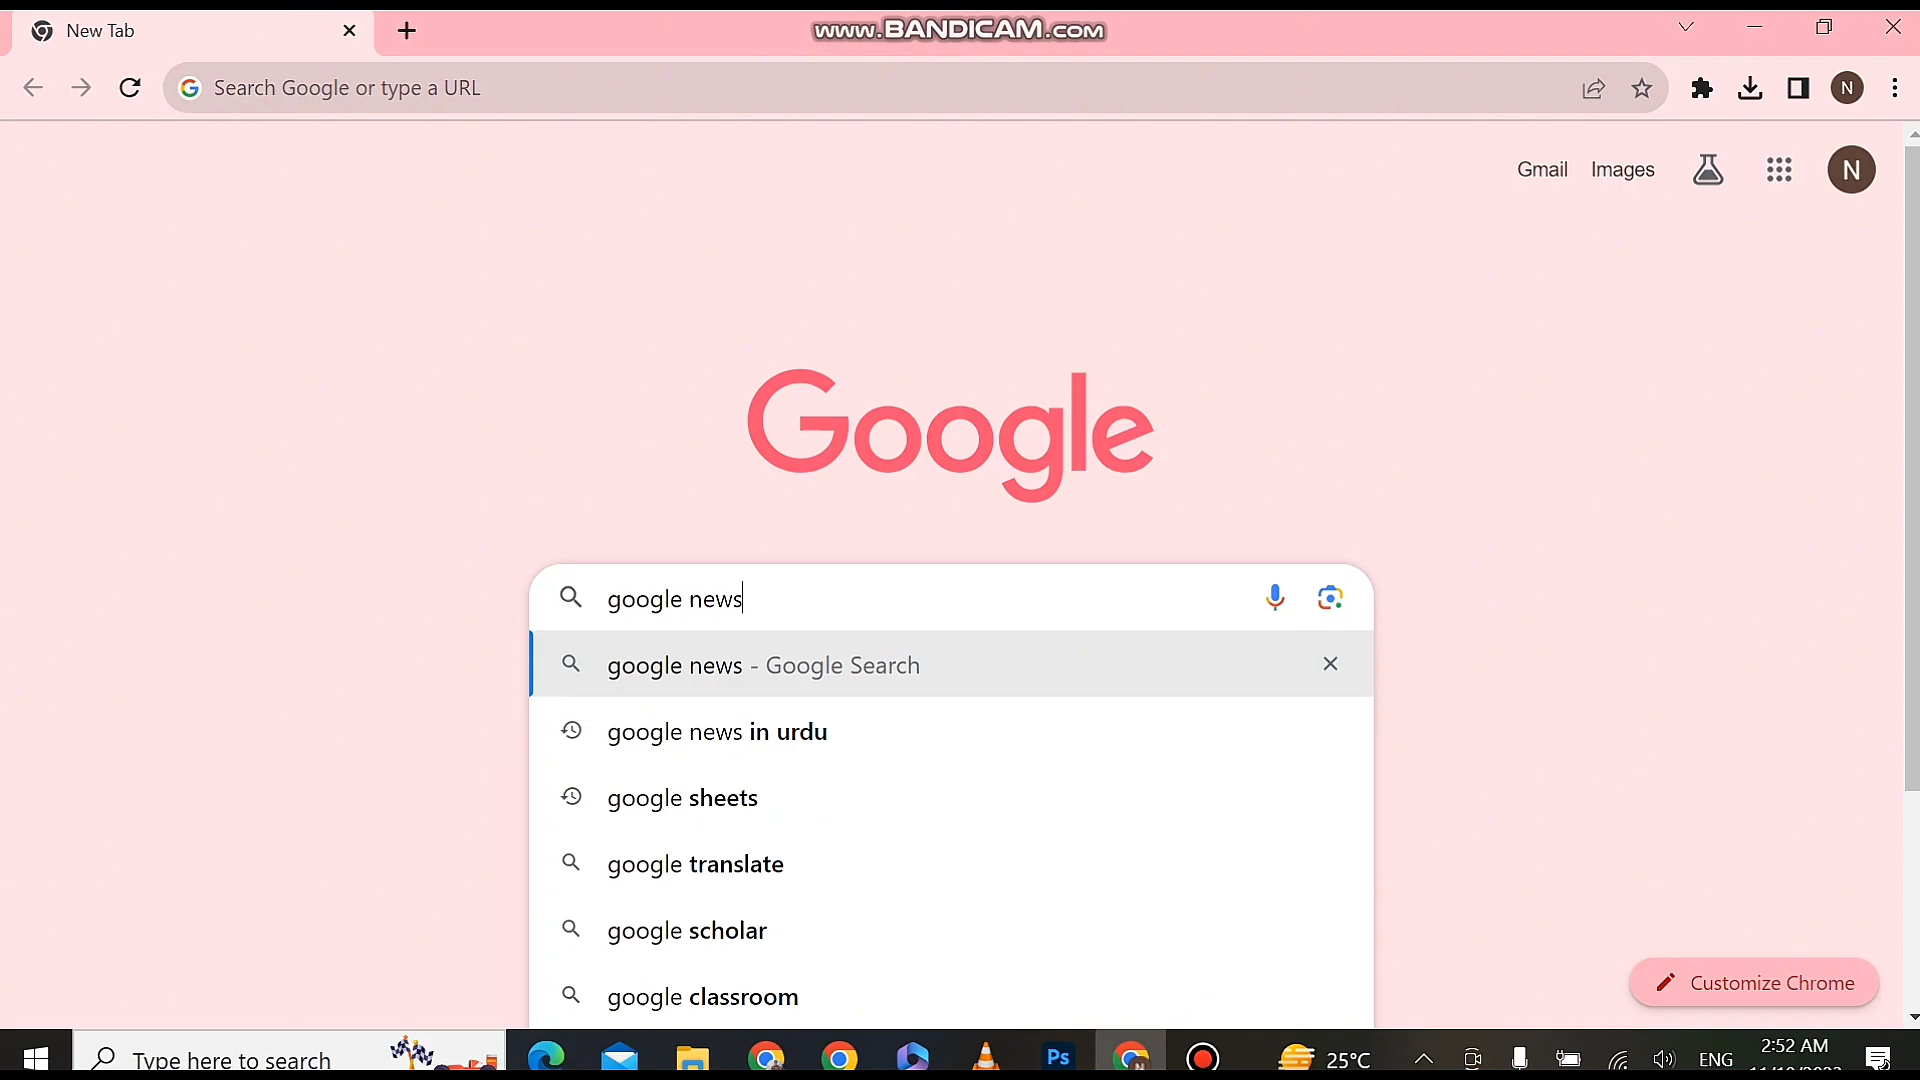 New Tab
www.BANDICAM.com
Search Google or type a URL
N
Gmail Images
N
Google
google news
google news - Google Search
google news in urdu
google sheets
google translate
google scholar
google classroom
Customize Chrome
Type here to search
Ps
N
25°C
ENG
2:52 AM